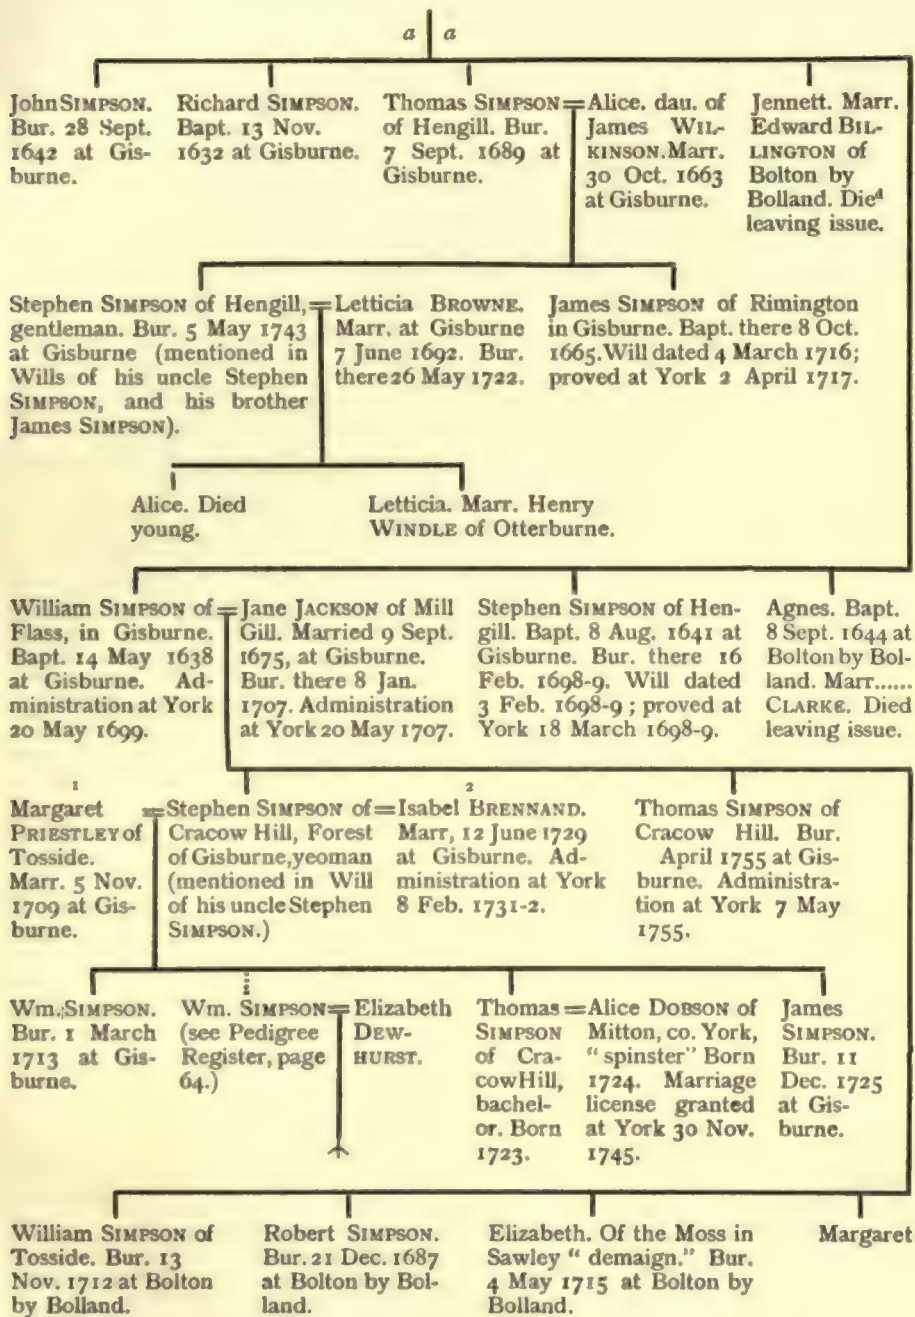 a a
John SIMPSON.
Bur. 28 Sept.
1642 at Gis-
burne.
Richard SIMPSON.
Bapt. 13 Nov.
1632 at Gisburne.
Thomas SIMPSON =
of Hengill. Bur.
7 Sept. 1689 at
Gisburne.
Alice. dau. of
James WIL-
KINSON. Marr.
30 Oct. 1663
at Gisburne.
Jennett. Marr.
Edward BIL-
LINGTON of
Bolton by
Bolland. Died
leaving issue.
Stephen SIMPSON of Hengill, =
gentleman. Bur. 5 May 1743
at Gisburne (mentioned in
Wills of his uncle Stephen
SIMPSON, and his brother
James SIMPSON).
Letticia BROWNE.
Marr. at Gisburne
7 June 1692. Bur.
there 26 May 1722.
James SIMPSON of Rimington
in Gisburne. Bapt. there 8 Oct.
1665. Will dated 4 March 1716;
proved at York 2 April 1717.
Alice. Died
young.
Letticia. Marr. Henry
WINDLE of Otterburne.
William SIMPSON of =
Flass, in Gisburne.
Bapt. 14 May 1638
at Gisburne. Ad-
ministration at York
20 May 1699.
Jane JACKSON of Mill
Gill. Married 9 Sept.
1675, at Gisburne.
Bur. there 8 Jan.
1707. Administration
at York 20 May 1707.
Stephen SIMPSON of Hen-
gill. Bapt. 8 Aug. 1641 at
Gisburne. Bur. there 16
Feb. 1698-9. Will dated
3 Feb. 1698-9; proved at
York 18 March 1698-9.
Agnes. Bapt.
8 Sept. 1644 at
Bolton by Bol-
land. Marr......
CLARKE. Died
leaving issue.
1
Margaret =
PRIESTLEY of
Tosside.
Marr. 5 Nov.
1709 at Gis-
burne.
Stephen SIMPSON of =
Cracow Hill, Forest
of Gisburne, yeoman
(mentioned in Will
of his uncle Stephen
SIMPSON.)
2
Isabel BRENNAND.
Marr, 12 June 1729
at Gisburne. Ad-
ministration at York
8 Feb. 1731-2.
Thomas SIMPSON of
Cracow Hill. Bur.
April 1755 at Gis-
burne. Administra-
tion at York 7 May
1755.
Wm. SIMPSON.
Bur. 1 March
1713 at Gis-
burne.
Wm. SIMPSON =
(see Pedigree
Register, page
64.)
Elizabeth
DEW-
HURST.
Thomas =
SIMPSON
of Cra-
cow Hill,
bachel-
or. Born
1723.
Alice DOBSON of
Mitton, co. York,
"spinster" Born
1724. Marriage
license granted
at York 30 Nov.
1745.
James
SIMPSON.
Bur. 11
Dec. 1725
at Gis-
burne.
William SIMPSON of
Tosside. Bur. 13
Nov. 1712 at Bolton
by Bolland.
Robert SIMPSON.
Bur. 21 Dec. 1687
at Bolton by Bol-
land.
Elizabeth. Of the Moss in
Sawley "demaign." Bur.
4 May 1715 at Bolton by
Bolland.
Margaret